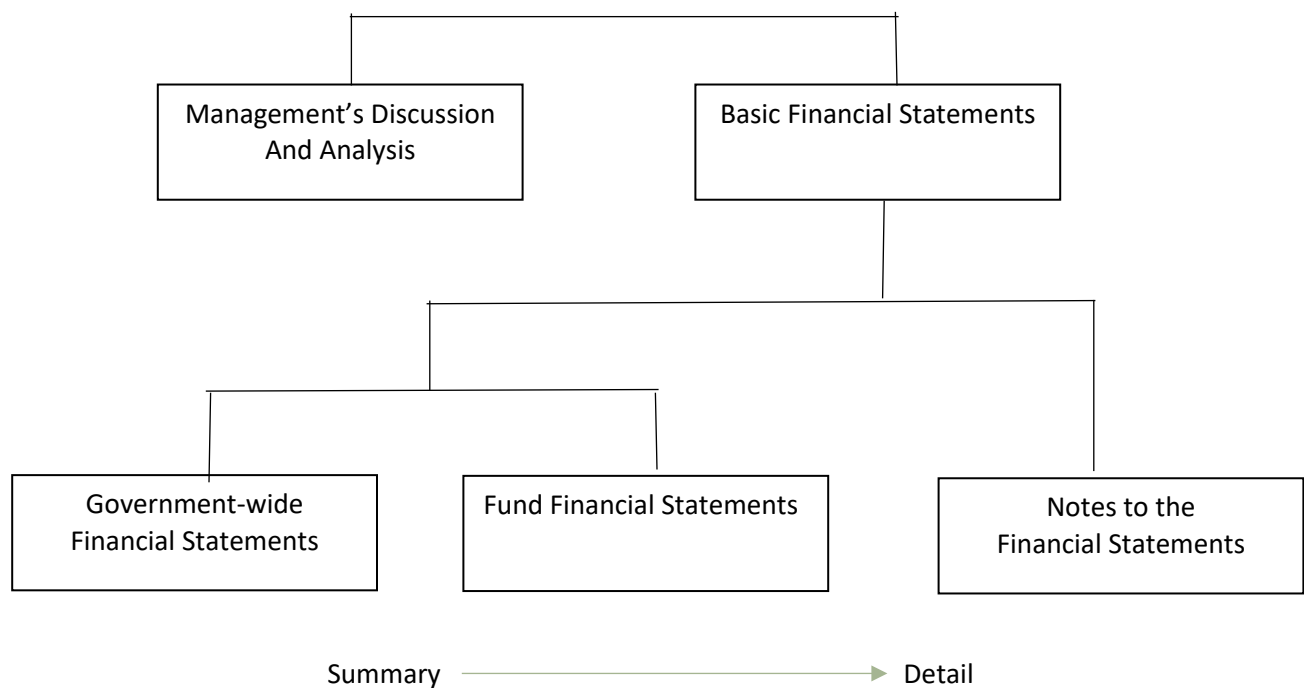 Management’s Discussion
And Analysis
Basic Financial Statements
Government-wide
Financial Statements
Fund Financial Statements
Notes to the
Financial Statements
Summary
Detail